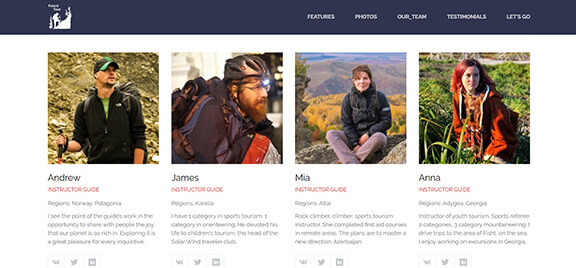 Forest
Tour
FEATURES
PHOTOS
OUR_TEAM
TESTIMONIALS
LET'S GO
Andrew
INSTRUCTOR GUIDE
Regions: Norway, Patagonia
I see the point of the guide's work in the
opportunity to share with people the joy
that our planet is so rich in. Exploring it is
a great pleasure for every inquisitive.
James
INSTRUCTOR GUIDE
Regions: Karelia
I have 1 category in sports tourism, 1
category in orienteering. He devoted his
life to children's tourism, the head of the
Solar Wind traveler club.
Mia
INSTRUCTOR GUIDE
Regions: Altai
Rock climber, climber, sports tourism
Instructor. She completed first aid courses
in remote areas. The plans are to master a
new direction: Azerbaijan.
Anna
INSTRUCTOR GUIDE
Regions: Adygea, Georgia
Instructor of youth tourism. Sports referee
2 categories, 3 category mountaineering. I
drive tours to the area of Fisht, on the sea.
I enjoy working on excursions in Georgia.